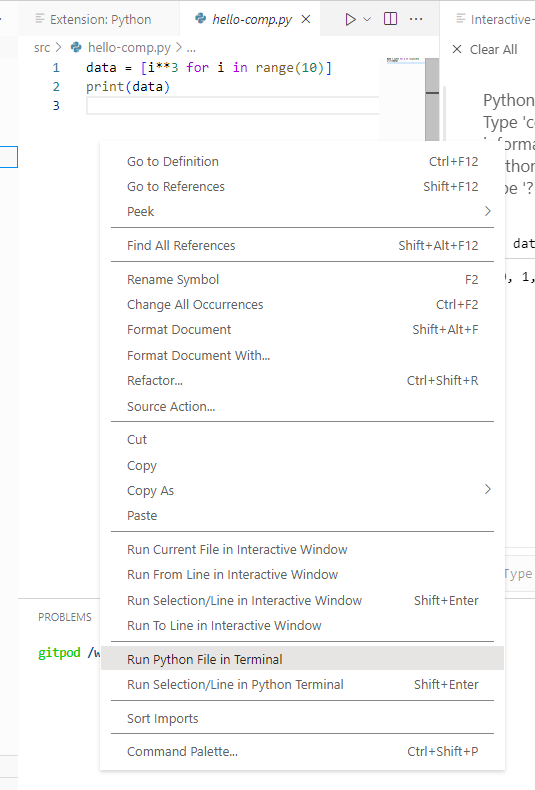 Extension: Python
hello-comp.py
Interactive-
src > hello-comp.py > ...
Clear All
1 data = [i**3 for i in range(10)]
2 print(data)
3
Python
Type 'co
informa
Type '?
dat
, 1,
Go to Definition Ctrl+F12
Go to References Shift+F12
Peek
Find All References Shift+Alt+F12
Rename Symbol F2
Change All Occurrences Ctrl+F2
Format Document Shift+Alt+F
Format Document With...
Refactor... Ctrl+Shift+R
Source Action...
Cut
Copy
Copy As
Paste
Run Current File in Interactive Window
Run From Line in Interactive Window
Run Selection/Line in Interactive Window Shift+Enter
Run To Line in Interactive Window
Run Python File in Terminal
Run Selection/Line in Python Terminal Shift+Enter
Sort Imports
Command Palette... Ctrl+Shift+P
Type
PROBLEMS
gitpod /w